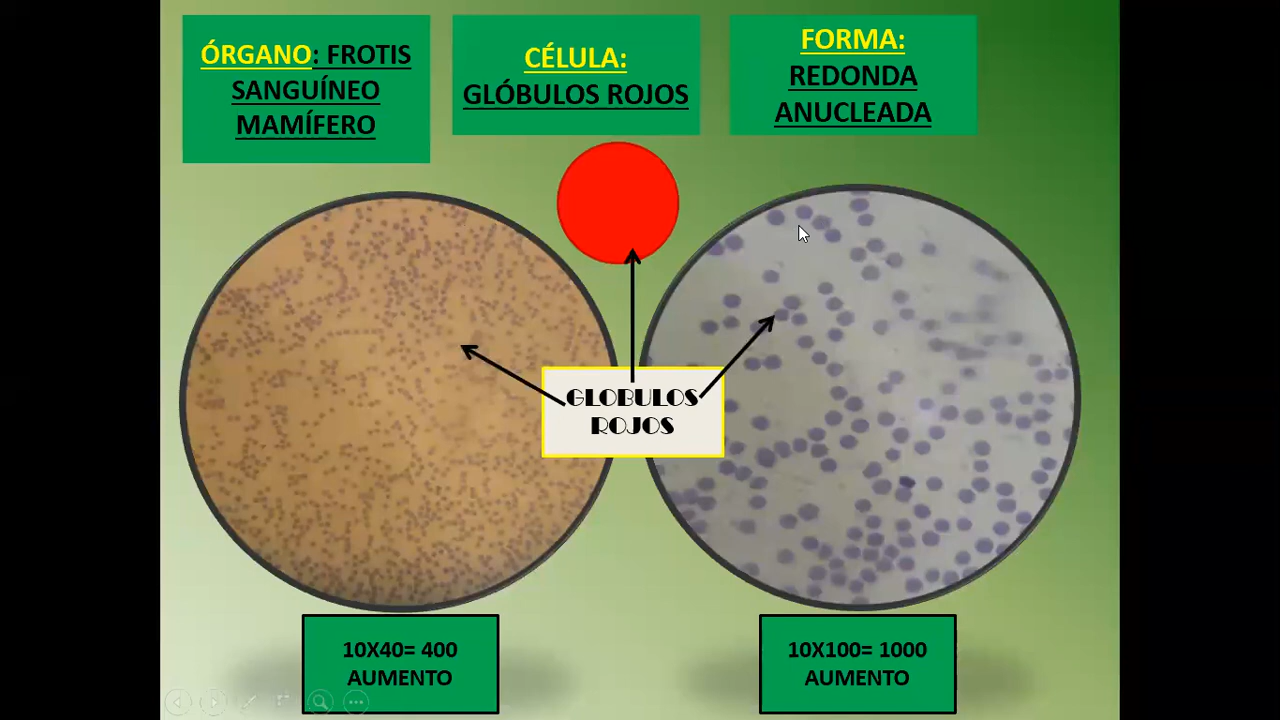 ÓRGANO: FROTIS
SANGUÍNEO
MAMÍFERO
CÉLULA:
GLÓBULOS ROJOS
FORMA:
REDONDA
ANUCLEADA
GLOBULOS
ROJOS
10X40= 400
AUMENTO
10X100= 1000
AUMENTO